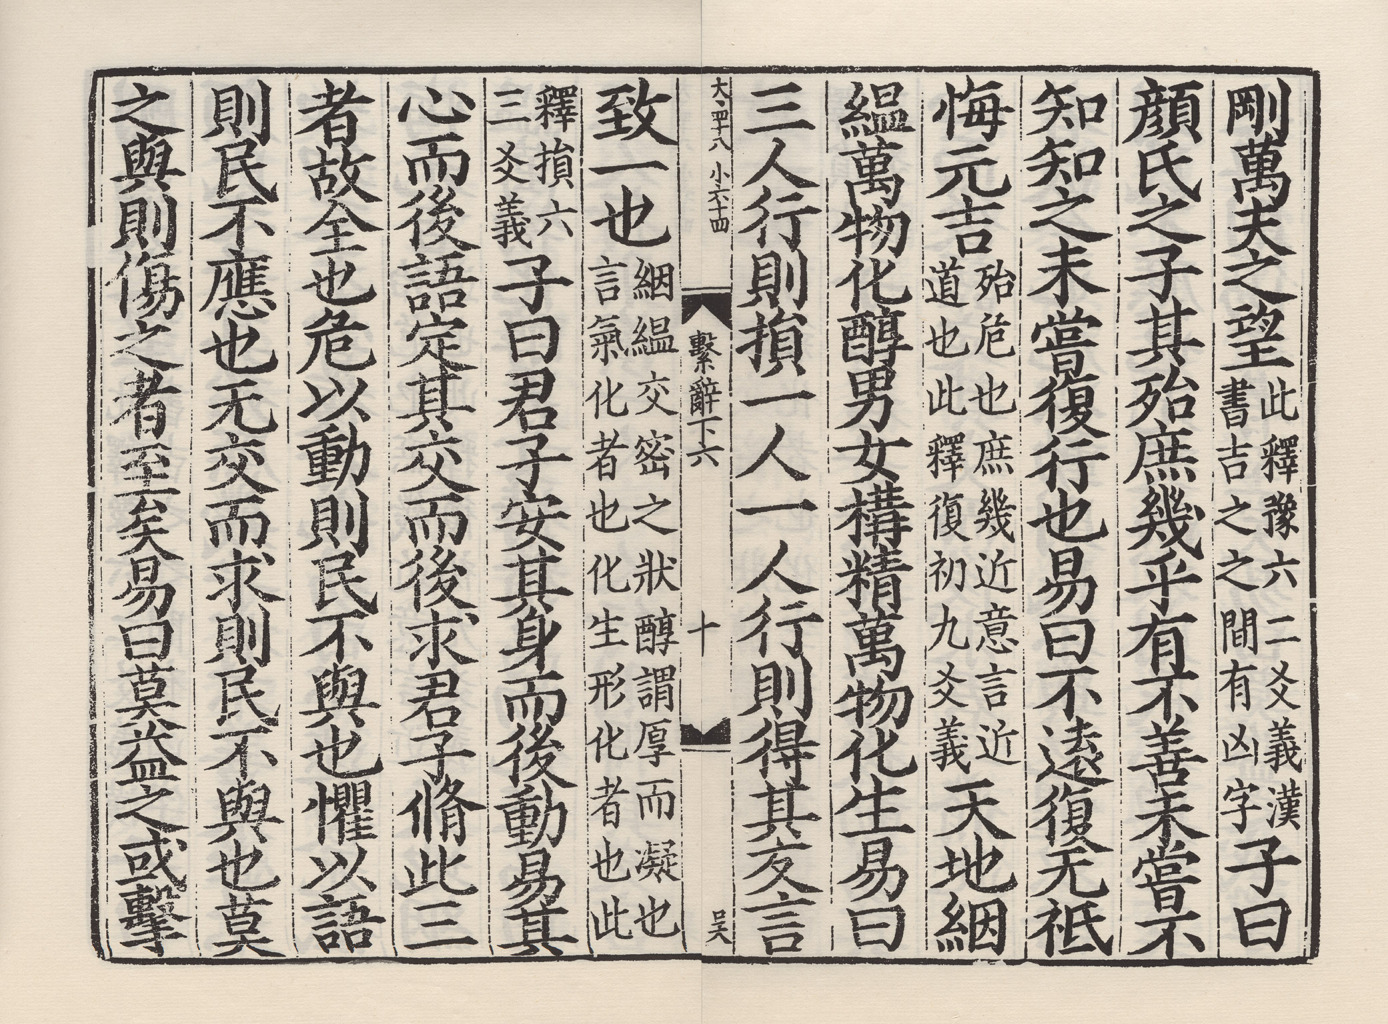 剛萬夫之望此釋豫六二爻義漢書吉之之間有凶字子曰
顔氏之子其殆庶幾乎有不善未嘗不
知知之未嘗復行也易曰不遠復无祗
悔元吉殆危也庶幾近意言近道也此釋復初九爻義天地絪
縕萬物化醇男女構精萬物化生易曰
三人行則損一人一人行則得其友言
大四十八 小六十四
繫辭下六
十
吴
致一也絪縕交密之狀醇謂厚而凝也言氣化者也化生形化者也此
釋損六三爻義子曰君子安其身而後動易其
心而後語定其交而後求君子脩此三
者故全也危以動則民不與也懼以語
則民不應也无交而求則民不與也莫
之與則傷之者至矣易曰莫益之或擊